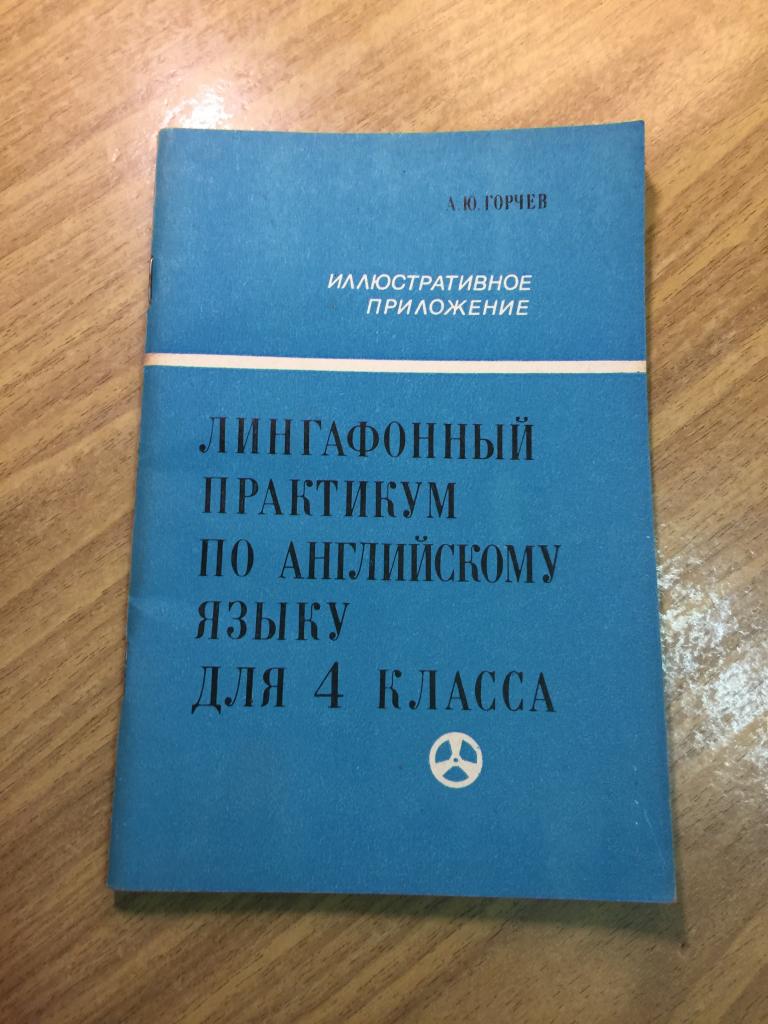 А.Ю. ГОРЧЕВ
ИЛЛЮСТРАТИВНОЕ
ПРИЛОЖЕНИЕ
ЛИНГАФОННЫЙ
ПРАКТИКУМ
ПО АНГЛИЙСКОМУ
ЯЗЫКУ
ДЛЯ 4 КЛАССА